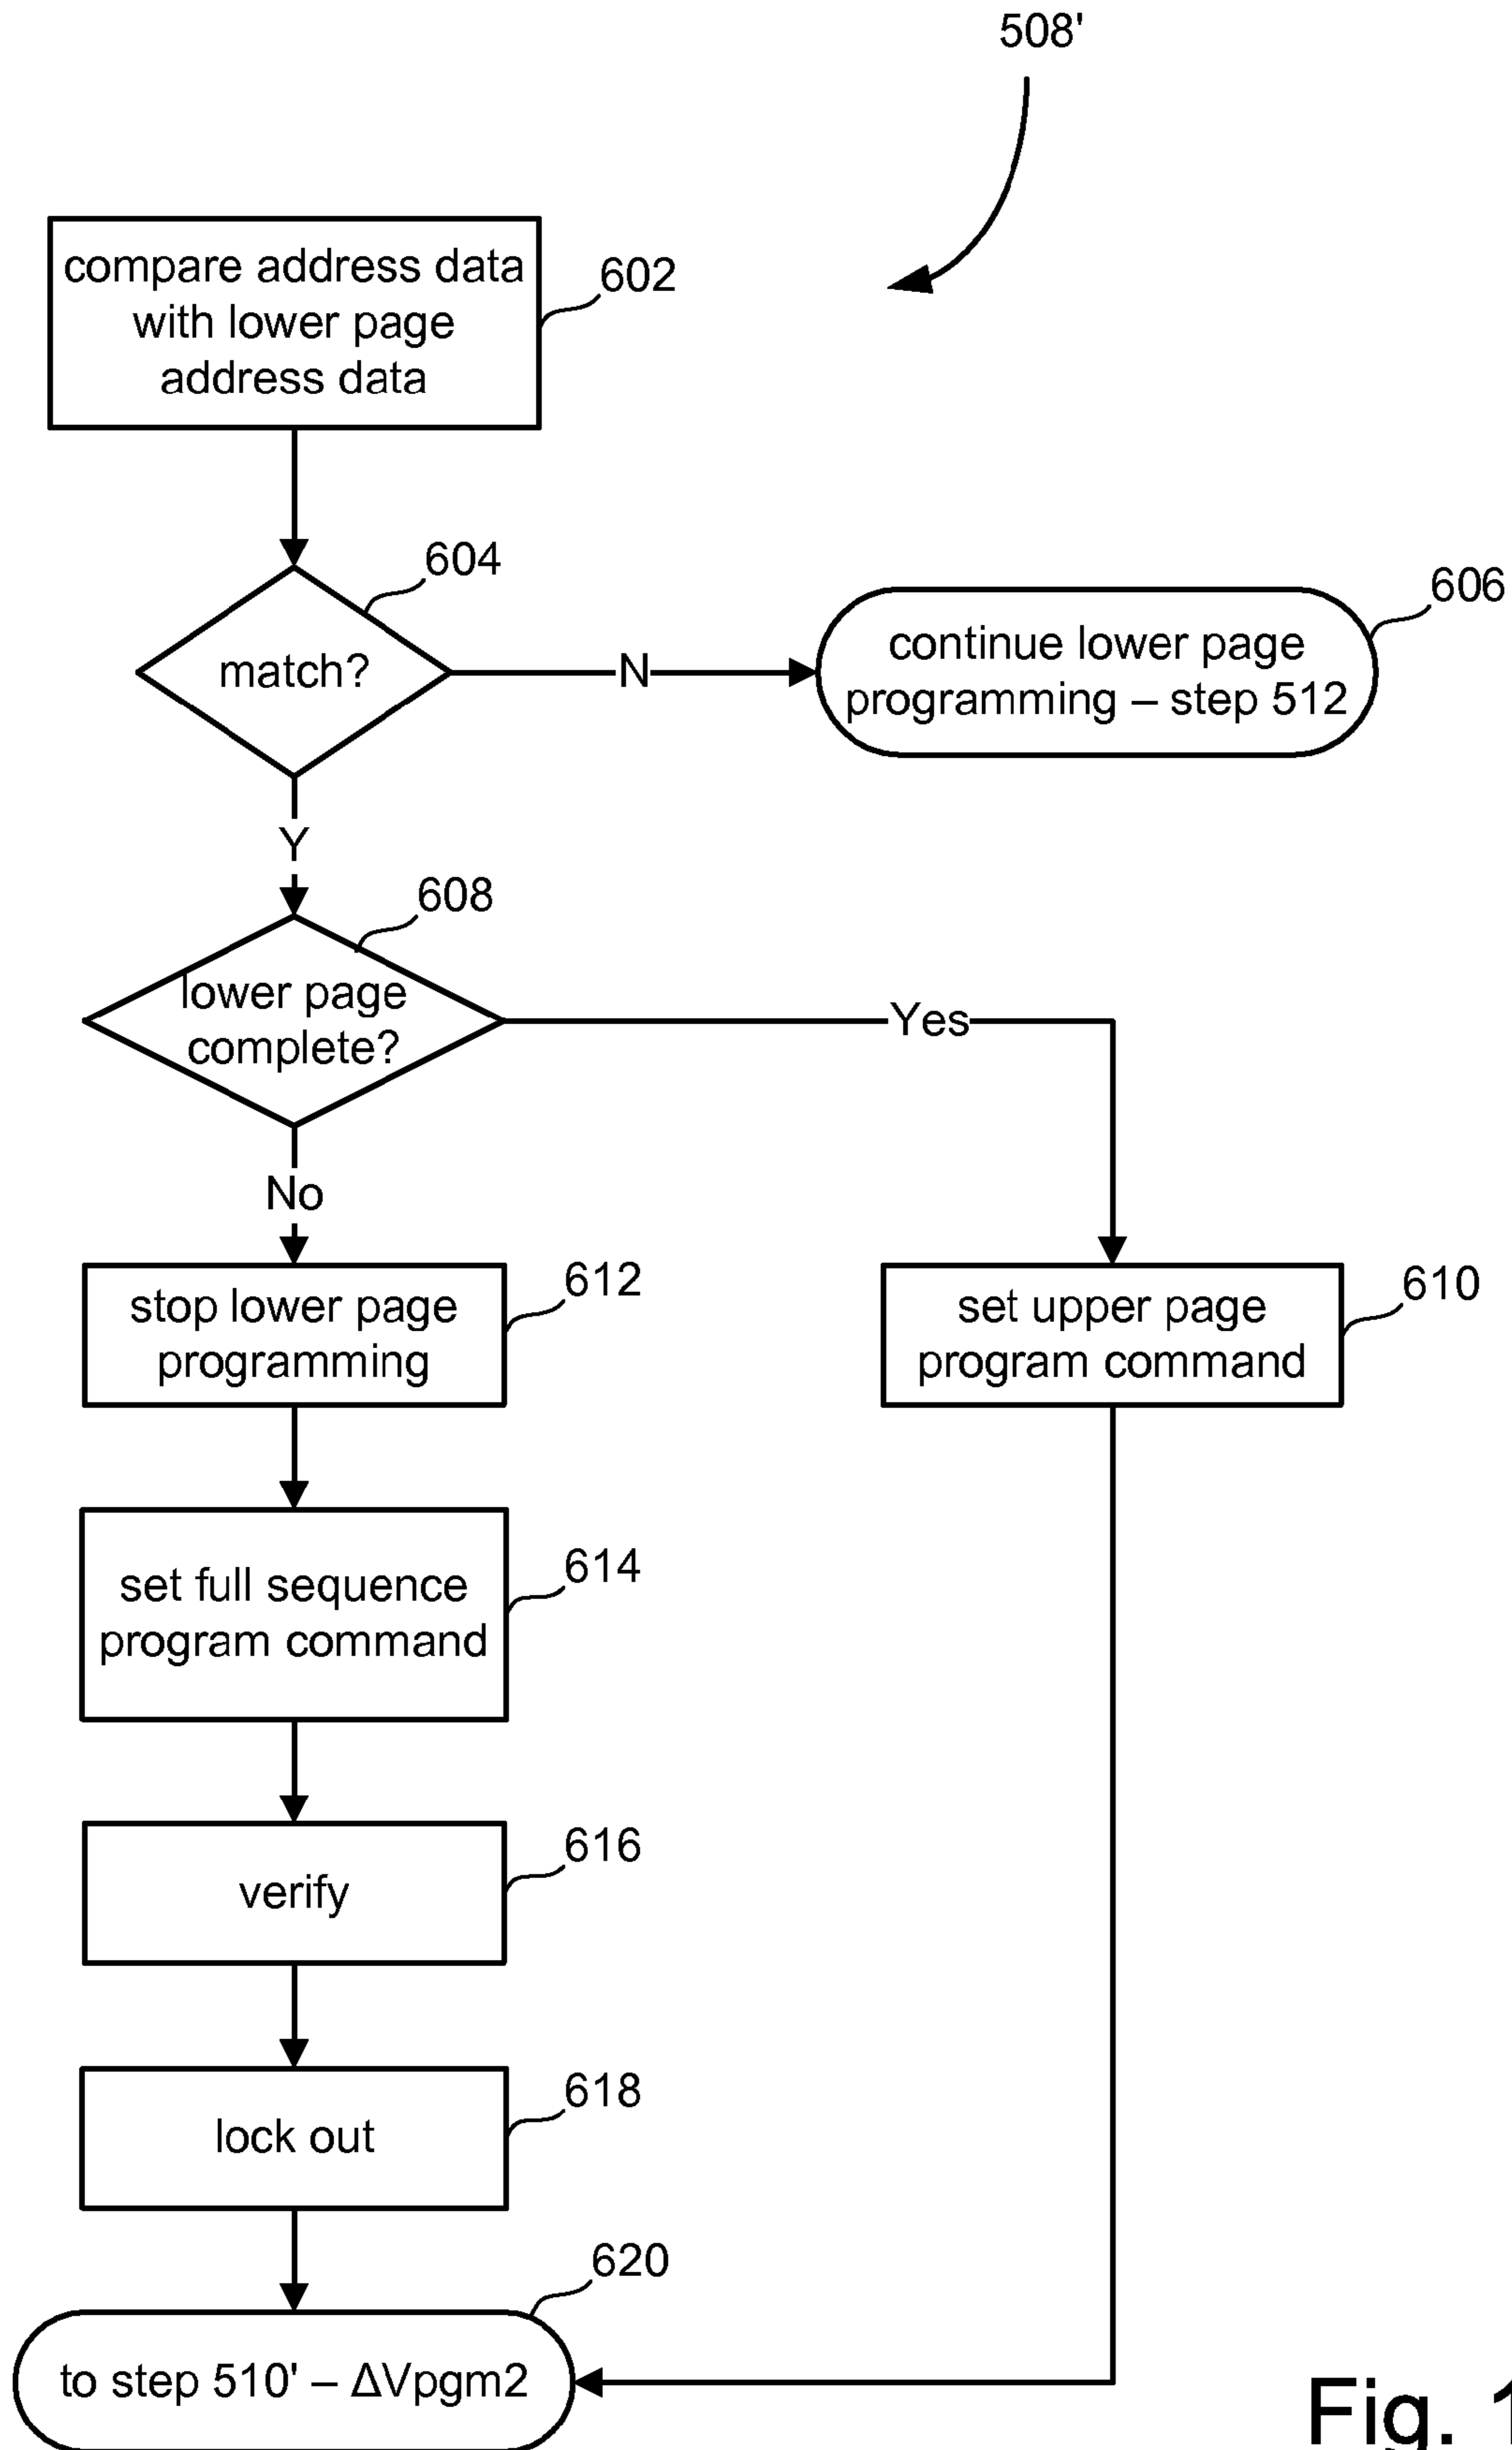 508'
compare address data
with lower page
address data
602
604
match?
N
continue lower page
programming – step 512
606
Y
608
lower page
complete?
Yes
No
stop lower page
programming
612
set upper page
program command
610
set full sequence
program command
614
verify
616
lock out
618
620
to step 510' – ΔVpgm2
Fig.